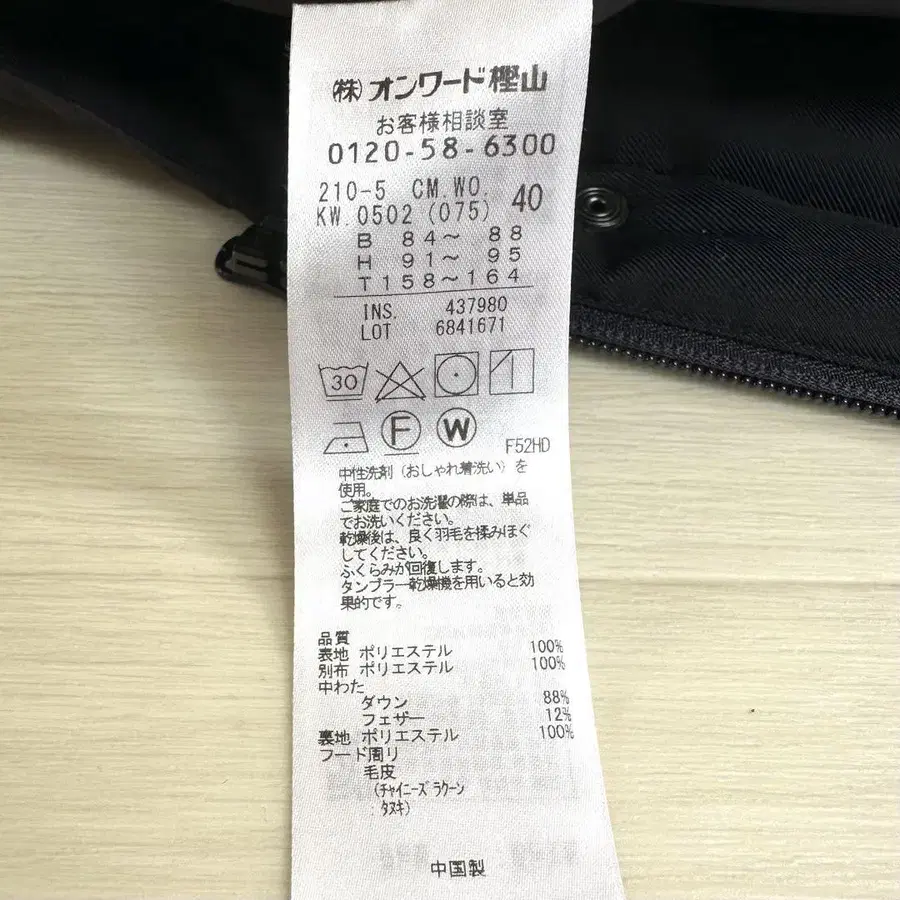 (株)オンワード樫山
お客様相談室
0120-58-6300
210-5 CM.WO. 40
KW.0502(075)
B 84～ 88
H 91～ 95
T158～164
INS. 437980
LOT 6841671
30
F W F52HD
中性洗剤(おしゃれ着洗い)を
使用。
ご家庭でのお洗濯の際は、単品
でお洗いください。
乾燥後は、良く羽毛を揉みほぐ
してください。
ふくらみが回復します。
タンブラー乾燥機を用いると効
果的です。
品質
表地 ポリエステル 100%
別布 ポリエステル 100%
中わた
ダウン 88%
フェザー 12%
裏地 ポリエステル 100%
フード周り
毛皮
(チャイニーズラクーン
タヌキ)
中国製